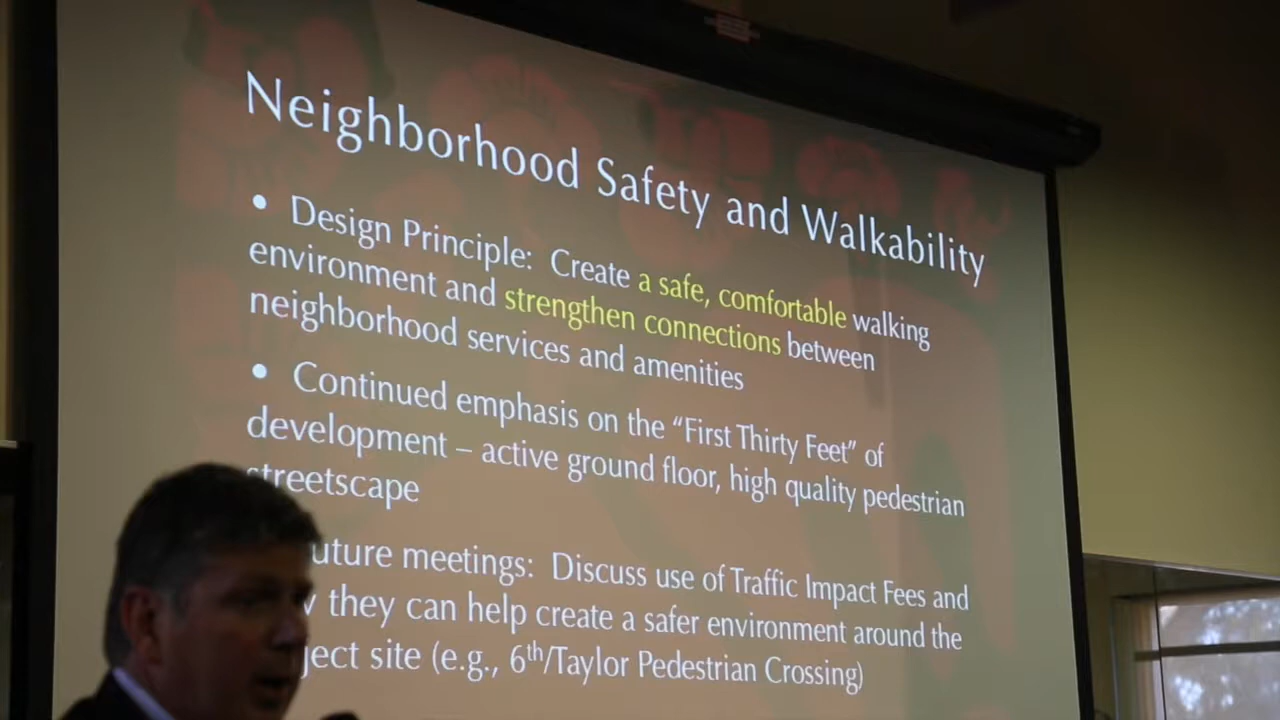 Neighborhood Safety and Walkability
• Design Principle: Create a safe, comfortable walking
environment and strengthen connections between
neighborhood services and amenities
• Continued emphasis on the “First Thirty Feet” of
development – active ground floor, high quality pedestrian
streetscape
uture meetings: Discuss use of Traffic Impact Fees and
they can help create a safer environment around the
ject site (e.g., 6th/Taylor Pedestrian Crossing)